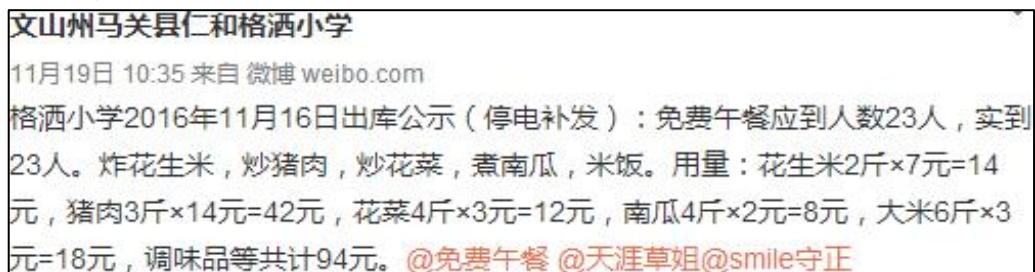 文山州马关县仁和格洒小学
11月19日 10:35 来自 微博 weibo.com
格洒小学2016年11月16日出库公示（停电补发）：免费午餐应到人数23人，实到
23人。炸花生米，炒猪肉，炒花菜，煮南瓜，米饭。用量：花生米2斤×7元=14
元，猪肉3斤×14元=42元，花菜4斤×3元=12元，南瓜4斤×2元=8元，大米6斤×3
元=18元，调味品等共计94元。@免费午餐 @天涯草姐@smile守正